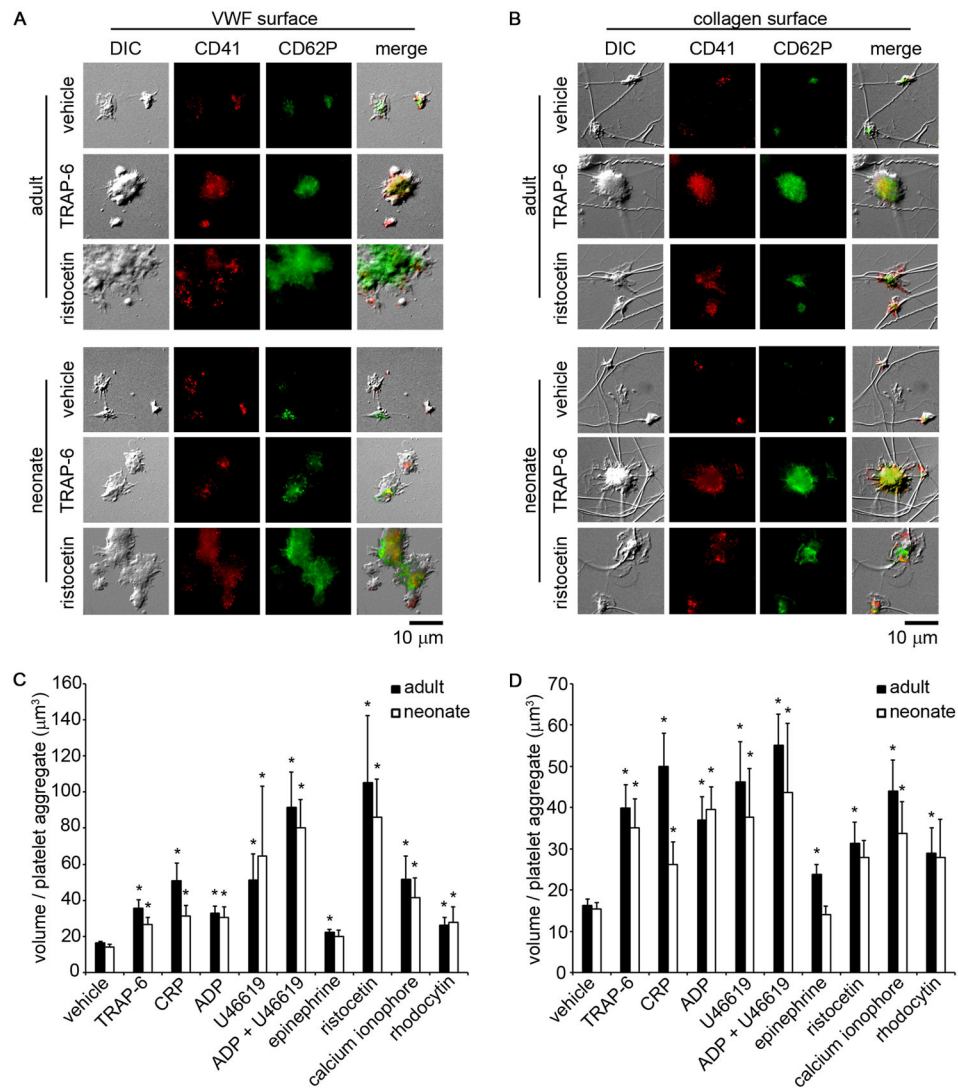 A
VWF surface
DIC CD41 CD62P merge
adult
vehicle
TRAP-6
ristocetin
neonate
vehicle
TRAP-6
ristocetin
10 μm
B
collagen surface
DIC CD41 CD62P merge
adult
vehicle
TRAP-6
ristocetin
neonate
vehicle
TRAP-6
ristocetin
10 μm
C
volume / platelet aggregate (μm³)
160
140
120
100
80
60
40
20
0
adult
neonate
* * * * * * * * * * * * * * * *
vehicle
TRAP-6
CRP
ADP
U46619
ADP + U46619
epinephrine
ristocetin
calcium ionophore
rhodocytin
D
volume / platelet aggregate (μm³)
70
60
50
40
30
20
10
0
adult
neonate
* * * * * * * * * * * * * * *
vehicle
TRAP-6
CRP
ADP
U46619
ADP + U46619
epinephrine
ristocetin
calcium ionophore
rhodocytin